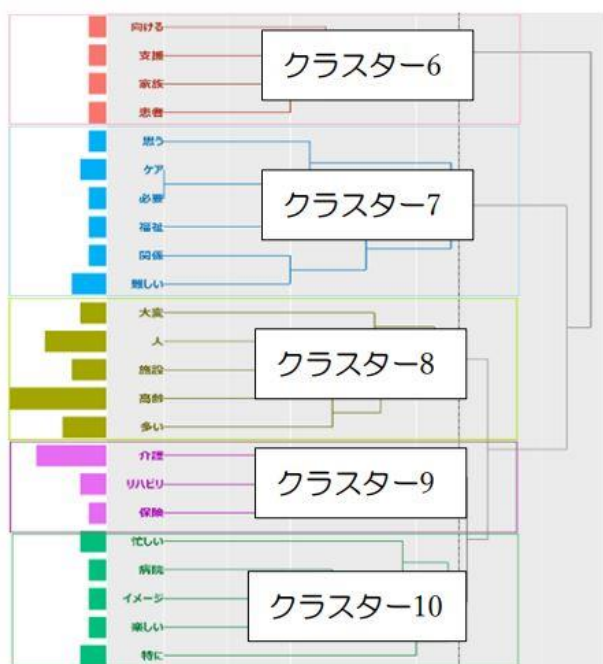 向ける
支援
クラスター6
家族
患者
思う
ケア
必要
クラスター7
福祉
関係
難しい
大変
人
施設
クラスター8
高齢
多い
介護
リハビリ
クラスター9
保険
忙しい
病院
イメージ
クラスター10
楽しい
特に